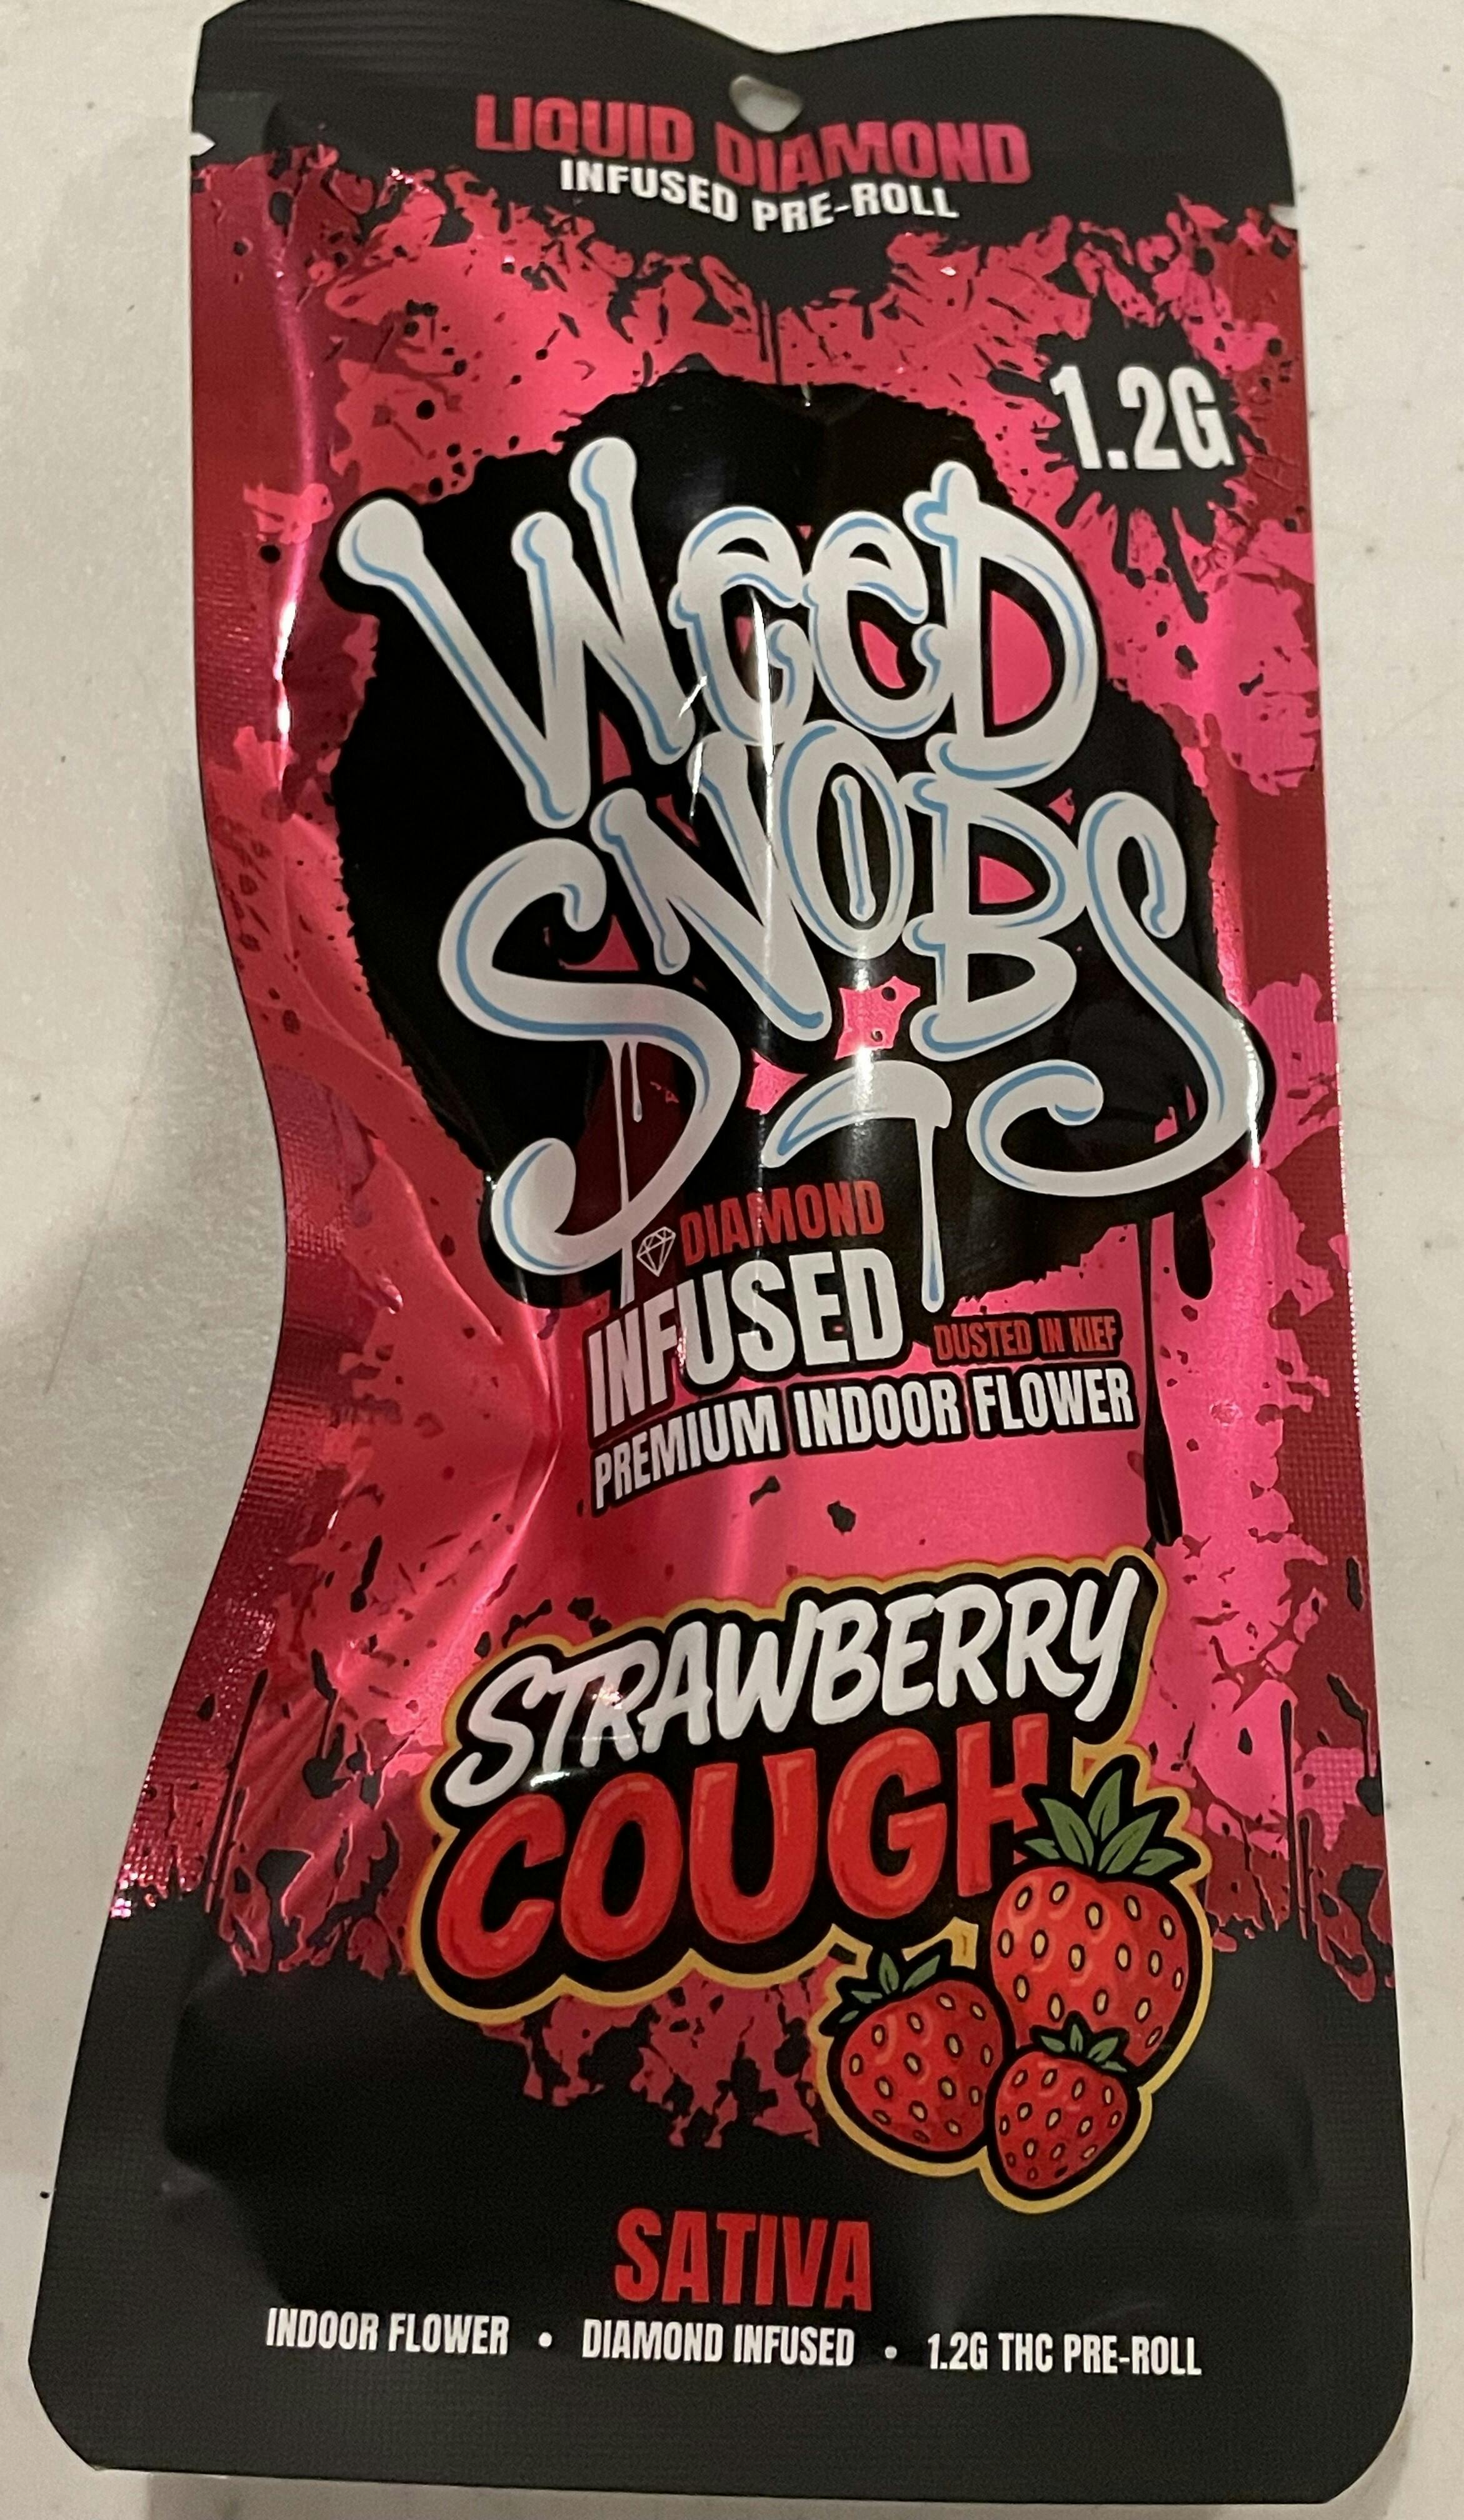 LIQUID DIAMOND
INFUSED PRE-ROLL
1.2G
WEED
SNOBS
DIAMOND
INFUSED
DUSTED IN KIEF
PREMIUM INDOOR FLOWER
STRAWBERRY
COUGH
SATIVA
INDOOR FLOWER • DIAMOND INFUSED • 1.2G THC PRE-ROLL